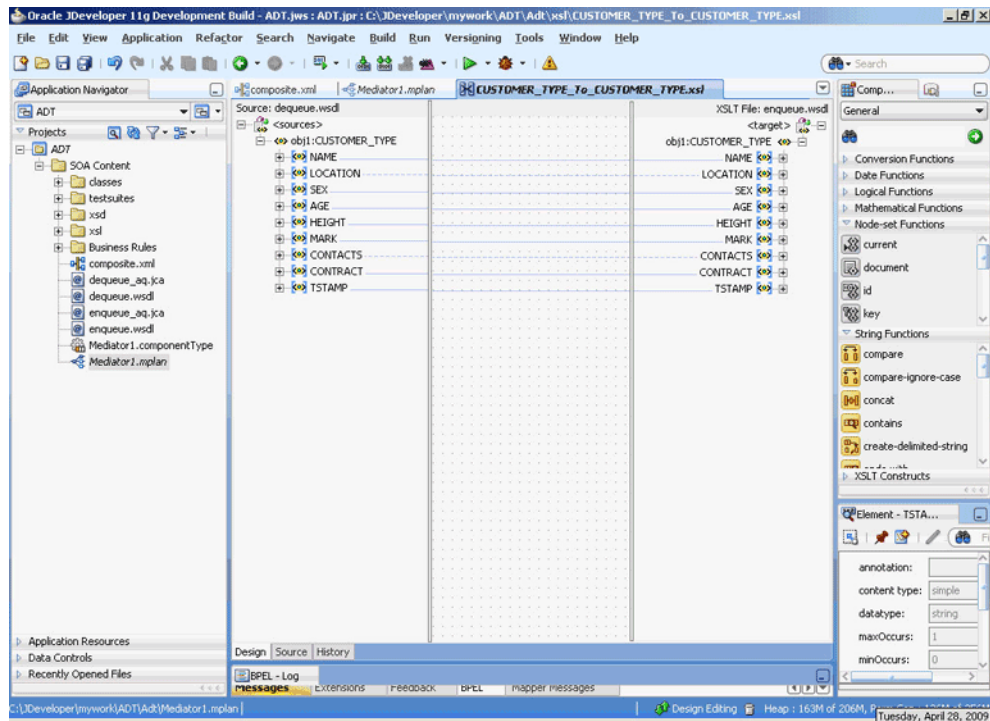 Oracle JDeveloper 11g Development Build - ADT.jws : ADT.jpr : C:\JDeveloper\mywork\ADT\Adt\xsl\CUSTOMER_TYPE_To_CUSTOMER_TYPE.xsl
File Edit View Application Refactor Search Navigate Build Run Versioning Tools Window Help
Search
Application Navigator
ADT
Projects
ADT
SOA Content
classes
testsuites
xsd
xsl
Business Rules
composite.xml
dequeue_aq.jca
dequeue.wsdl
enqueue_aq.jca
enqueue.wsdl
Mediator1.componentType
Mediator1.mplan
Application Resources
Data Controls
Recently Opened Files
composite.xml
Mediator1.mplan
CUSTOMER_TYPE_To_CUSTOMER_TYPE.xsl
Source: dequeue.wsdl
XSLT File: enqueue.wsdl
<sources>
<target>
obj1:CUSTOMER_TYPE
obj1:CUSTOMER_TYPE
NAME
NAME
LOCATION
LOCATION
SEX
SEX
AGE
AGE
HEIGHT
HEIGHT
MARK
MARK
CONTACTS
CONTACTS
CONTRACT
CONTRACT
TSTAMP
TSTAMP
Design Source History
BPEL - Log
Messages Extensions Feedback BPEL Mapper Messages
Comp...
General
Conversion Functions
Date Functions
Logical Functions
Mathematical Functions
Node-set Functions
current
document
id
key
String Functions
compare
compare-ignore-case
concat
contains
create-delimited-string
XSLT Constructs
Element - TSTA...
annotation:
content type: simple
datatype: string
maxOccurs: 1
minOccurs: 0
C:\JDeveloper\mywork\ADT\Adt\Mediator1.mplan
Design Editing
Heap : 163M of 206M,
Tuesday, April 28, 2009